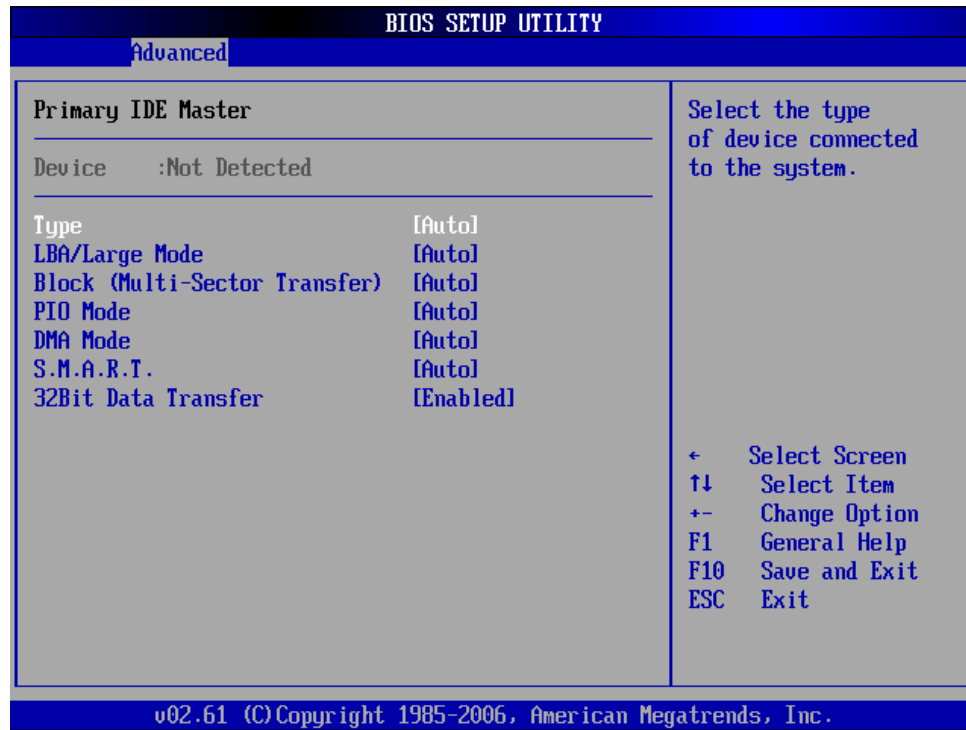 BIOS SETUP UTILITY
Advanced
Primary IDE Master
Device :Not Detected
Type [Auto]
LBA/Large Mode [Auto]
Block (Multi-Sector Transfer) [Auto]
PIO Mode [Auto]
DMA Mode [Auto]
S.M.A.R.T. [Auto]
32Bit Data Transfer [Enabled]
Select the type
of device connected
to the system.
← Select Screen
↑↓ Select Item
+- Change Option
F1 General Help
F10 Save and Exit
ESC Exit
v02.61 (C)Copyright 1985-2006, American Megatrends, Inc.